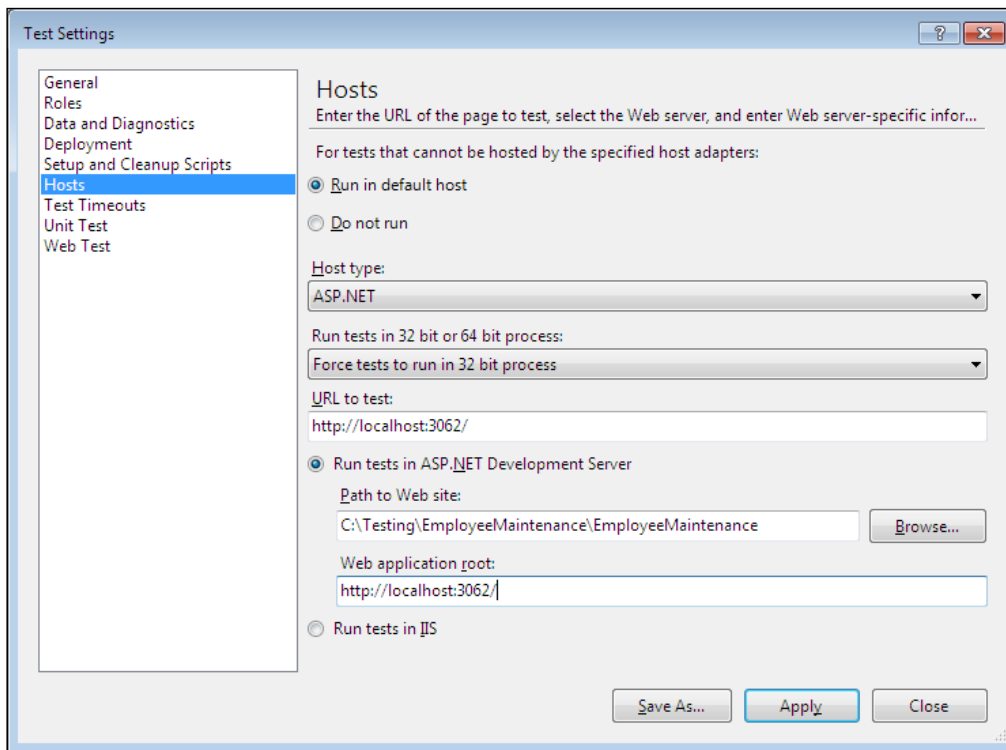 Test Settings
General
Roles
Data and Diagnostics
Deployment
Setup and Cleanup Scripts
Hosts
Test Timeouts
Unit Test
Web Test
Hosts
Enter the URL of the page to test, select the Web server, and enter Web server-specific infor...
For tests that cannot be hosted by the specified host adapters:
Run in default host
Do not run
Host type:
ASP.NET
Run tests in 32 bit or 64 bit process:
Force tests to run in 32 bit process
URL to test:
http://localhost:3062/
Run tests in ASP.NET Development Server
Path to Web site:
C:\Testing\EmployeeMaintenance\EmployeeMaintenance
Browse...
Web application root:
http://localhost:3062/
Run tests in IIS
Save As...
Apply
Close